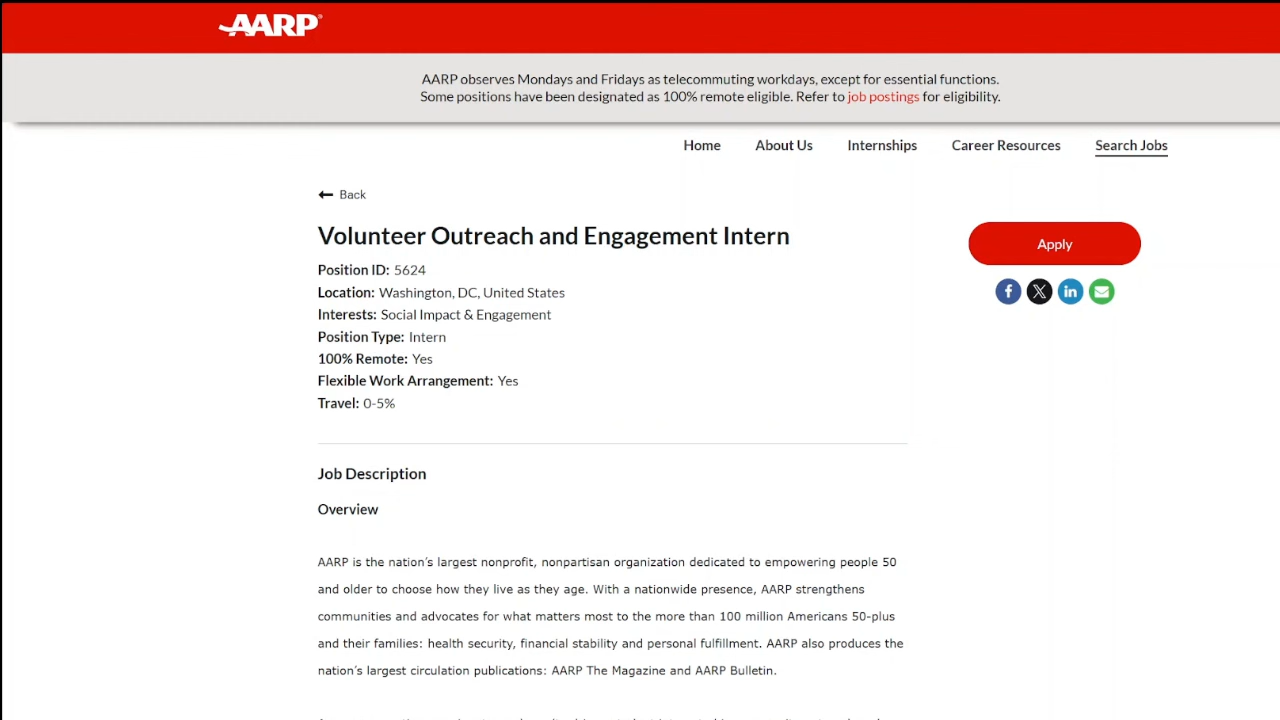 AARP
AARP observes Mondays and Fridays as telecommuting workdays, except for essential functions.
Some positions have been designated as 100% remote eligible. Refer to job postings for eligibility.
Home About Us Internships Career Resources Search Jobs
Back
Volunteer Outreach and Engagement Intern
Apply
Position ID: 5624
Location: Washington, DC, United States
Interests: Social Impact & Engagement
Position Type: Intern
100% Remote: Yes
Flexible Work Arrangement: Yes
Travel: 0-5%
Job Description
Overview
AARP is the nation’s largest nonprofit, nonpartisan organization dedicated to empowering people 50
and older to choose how they live as they age. With a nationwide presence, AARP strengthens
communities and advocates for what matters most to the more than 100 million Americans 50-plus
and their families: health security, financial stability and personal fulfillment. AARP also produces the
nation’s largest circulation publications: AARP The Magazine and AARP Bulletin.